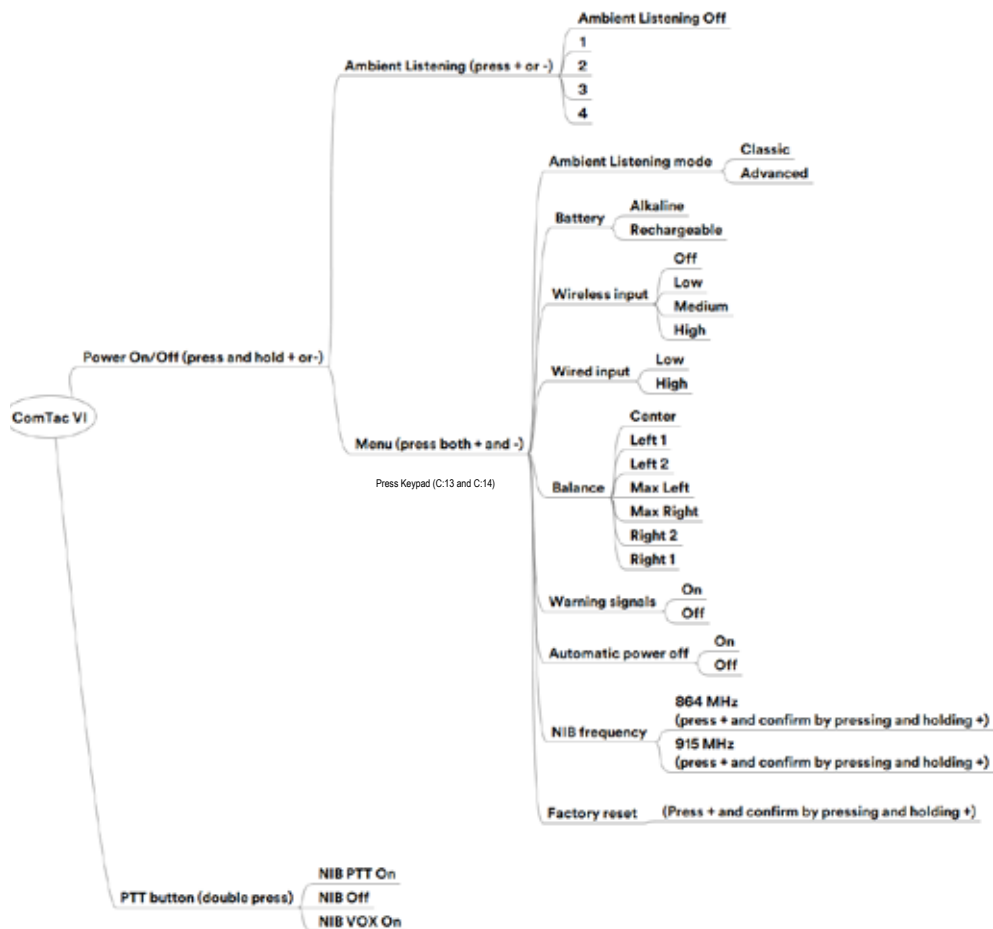 Ambient Listening Off
1
Ambient Listening (press + or -)
2
3
4
Classic
Ambient Listening mode
Advanced
Alkaline
Battery
Rechargeable
Off
Low
Wireless input
Medium
High
Power On/Off (press and hold + or-)
Low
Wired input
High
ComTac VI
Center
Left 1
Menu (press both + and -)
Left 2
Press Keypad (C:13 and C:14)
Balance
Max Left
Max Right
Right 2
Right 1
On
Warning signals
Off
On
Automatic power off
Off
864 MHz
(press + and confirm by pressing and holding +)
NIB frequency
915 MHz
(press + and confirm by pressing and holding +)
Factory reset
(Press + and confirm by pressing and holding +)
NIB PTT On
PTT button (double press)
NIB Off
NIB VOX On